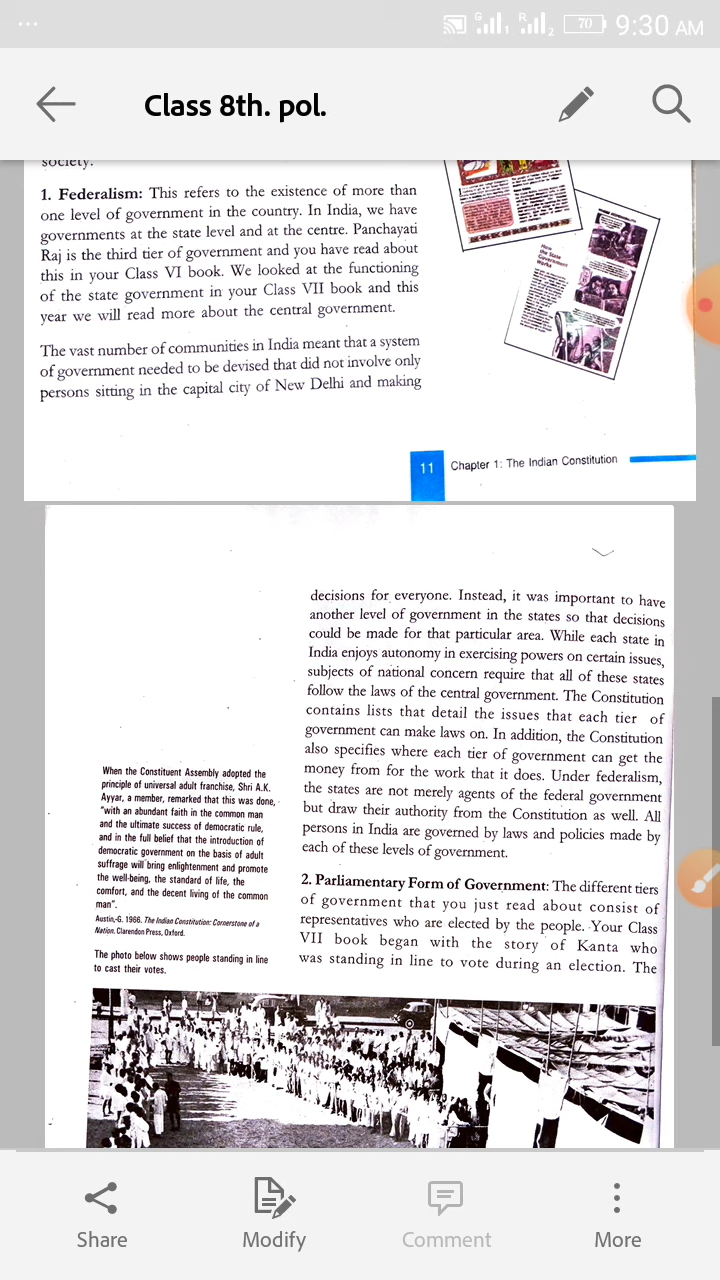 9:30 AM
70
Class 8th. pol.
society.
1. Federalism: This refers to the existence of more than
one level of government in the country. In India, we have
governments at the state level and at the centre. Panchayati
Raj is the third tier of government and you have read about
this in your Class VI book. We looked at the functioning
of the state government in your Class VII book and this
year we will read more about the central government.
The vast number of communities in India meant that a system
of government needed to be devised that did not involve only
persons sitting in the capital city of New Delhi and making
How
the State
Government
Works
11 Chapter 1: The Indian Constitution
decisions for everyone. Instead, it was important to have
another level of government in the states so that decisions
could be made for that particular area. While each state in
India enjoys autonomy in exercising powers on certain issues,
subjects of national concern require that all of these states
follow the laws of the central government. The Constitution
contains lists that detail the issues that each tier of
government can make laws on. In addition, the Constitution
also specifies where each tier of government can get the
money from for the work that it does. Under federalism,
the states are not merely agents of the federal government
but draw their authority from the Constitution as well. All
persons in India are governed by laws and policies made by
each of these levels of government.
2. Parliamentary Form of Government: The different tiers
of government that you just read about consist of
representatives who are elected by the people. Your Class
VII book began with the story of Kanta who
was standing in line to vote during an election. The
When the Constituent Assembly adopted the
principle of universal adult franchise, Shri A.K.
Ayyar, a member, remarked that this was done,
"with an abundant faith in the common man
and the ultimate success of democratic rule,
and in the full belief that the introduction of
democratic government on the basis of adult
suffrage will bring enlightenment and promote
the well-being, the standard of life, the
comfort, and the decent living of the common
man".
Austin, G. 1966. The Indian Constitution: Cornerstone of a
Nation. Clarendon Press, Oxford.
The photo below shows people standing in line
to cast their votes.
Share
Modify
Comment
More